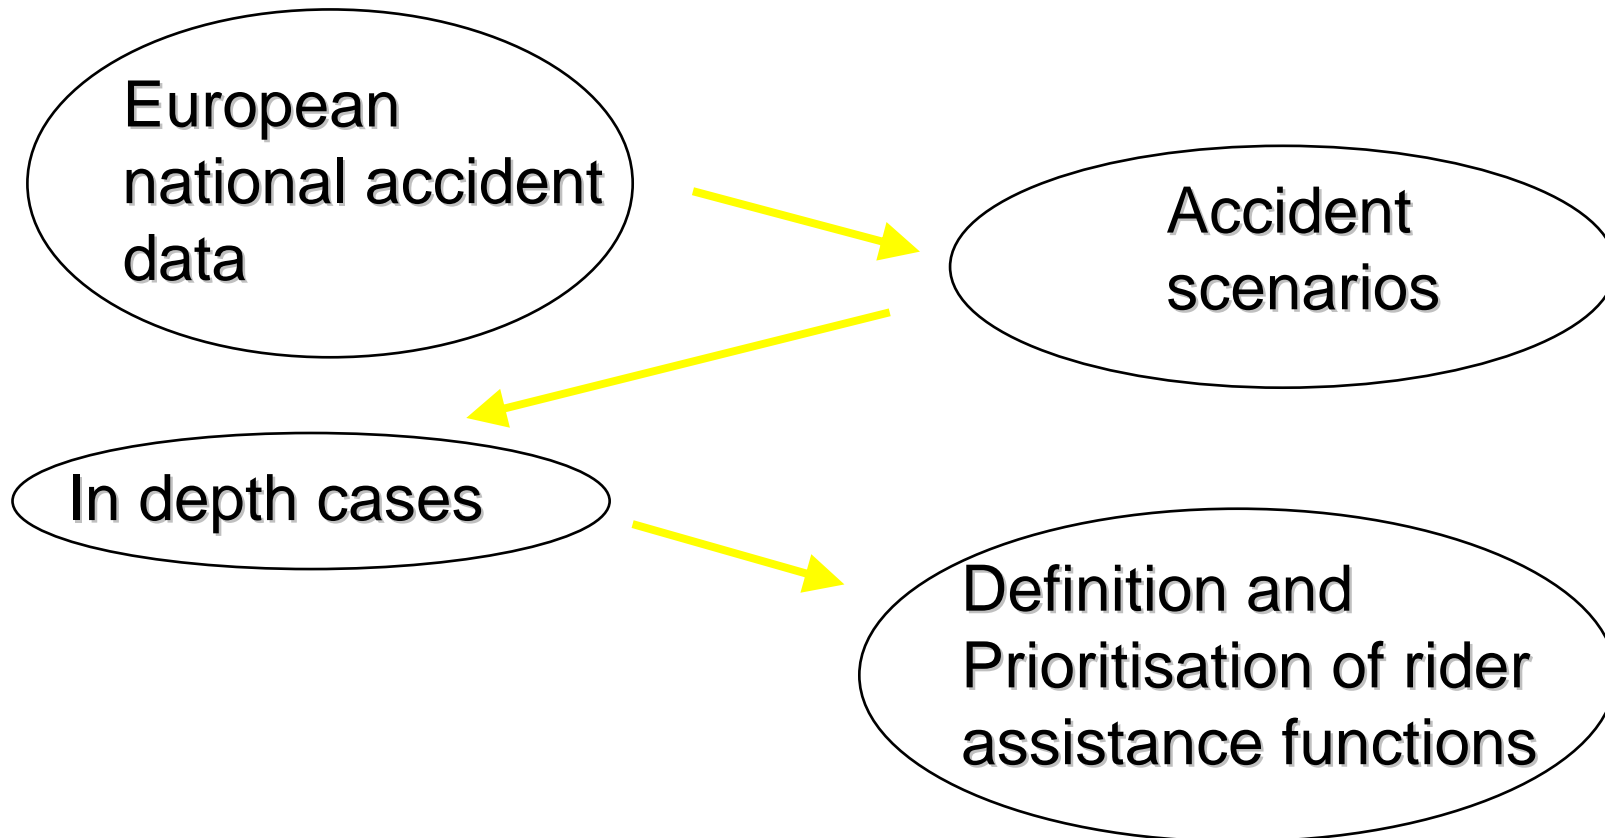 European
national accident
data
Accident
scenarios
In depth cases
Definition and
Prioritisation of rider
assistance functions